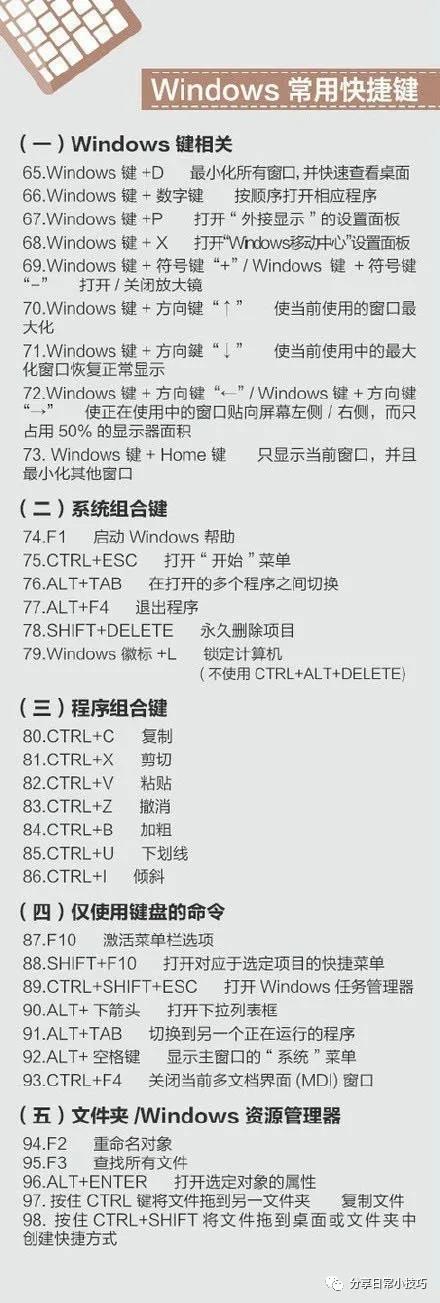 Windows 常用快捷键
（一）Windows 键相关
65.Windows 键 +D 最小化所有窗口,并快速查看桌面
66.Windows 键 + 数字键 按顺序打开相应程序
67.Windows 键 +P 打开“外接显示”的设置面板
68.Windows 键 + X 打开“Windows移动中心”设置面板
69.Windows 键 + 符号键“+”/ Windows 键 + 符号键
“-” 打开 / 关闭放大镜
70.Windows 键 + 方向键“↑” 使当前使用的窗口最
大化
71.Windows 键 + 方向鍵“↓” 使当前使用中的最大
化窗口恢复正常显示
72.Windows 键 + 方向键“←”/ Windows 键 + 方向键
“→” 使正在使用中的窗口贴向屏幕左侧 / 右侧，而只
占用 50% 的显示器面积
73. Windows 键 + Home 键 只显示当前窗口，并且
最小化其他窗口
（二）系统组合键
74.F1 启动 Windows 帮助
75.CTRL+ESC 打开“开始”菜单
76.ALT+TAB 在打开的多个程序之间切换
77.ALT+F4 退出程序
78.SHIFT+DELETE 永久删除项目
79.Windows 徽标 +L 锁定计算机
(不使用 CTRL+ALT+DELETE)
（三）程序组合键
80.CTRL+C 复制
81.CTRL+X 剪切
82.CTRL+V 粘贴
83.CTRL+Z 撤消
84.CTRL+B 加粗
85.CTRL+U 下划线
86.CTRL+I 倾斜
（四）仅使用键盘的命令
87.F10 激活菜单栏选项
88.SHIFT+F10 打开对应于选定项目的快捷菜单
89.CTRL+SHIFT+ESC 打开 Windows 任务管理器
90.ALT+ 下箭头 打开下拉列表框
91.ALT+TAB 切换到另一个正在运行的程序
92.ALT+ 空格键 显示主窗口的“系统”菜单
93.CTRL+F4 关闭当前多文档界面 (MDI) 窗口
（五）文件夹 /Windows 资源管理器
94.F2 重命名对象
95.F3 查找所有文件
96.ALT+ENTER 打开选定对象的属性
97. 按住 CTRL 键将文件拖到另一文件夹 复制文件
98. 按住 CTRL+SHIFT 将文件拖到桌面或文件夹中
创建快捷方式
分享日常小技巧